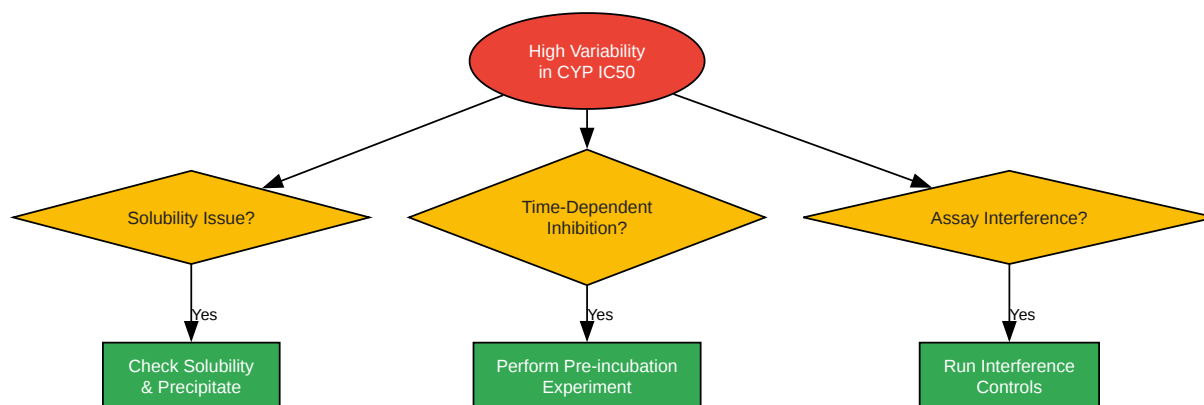 High Variability
in CYP IC50
Solubility Issue?
Time-Dependent
Inhibition?
Assay Interference?
Yes
Yes
Yes
Check Solubility
& Precipitate
Perform Pre-incubation
Experiment
Run Interference
Controls